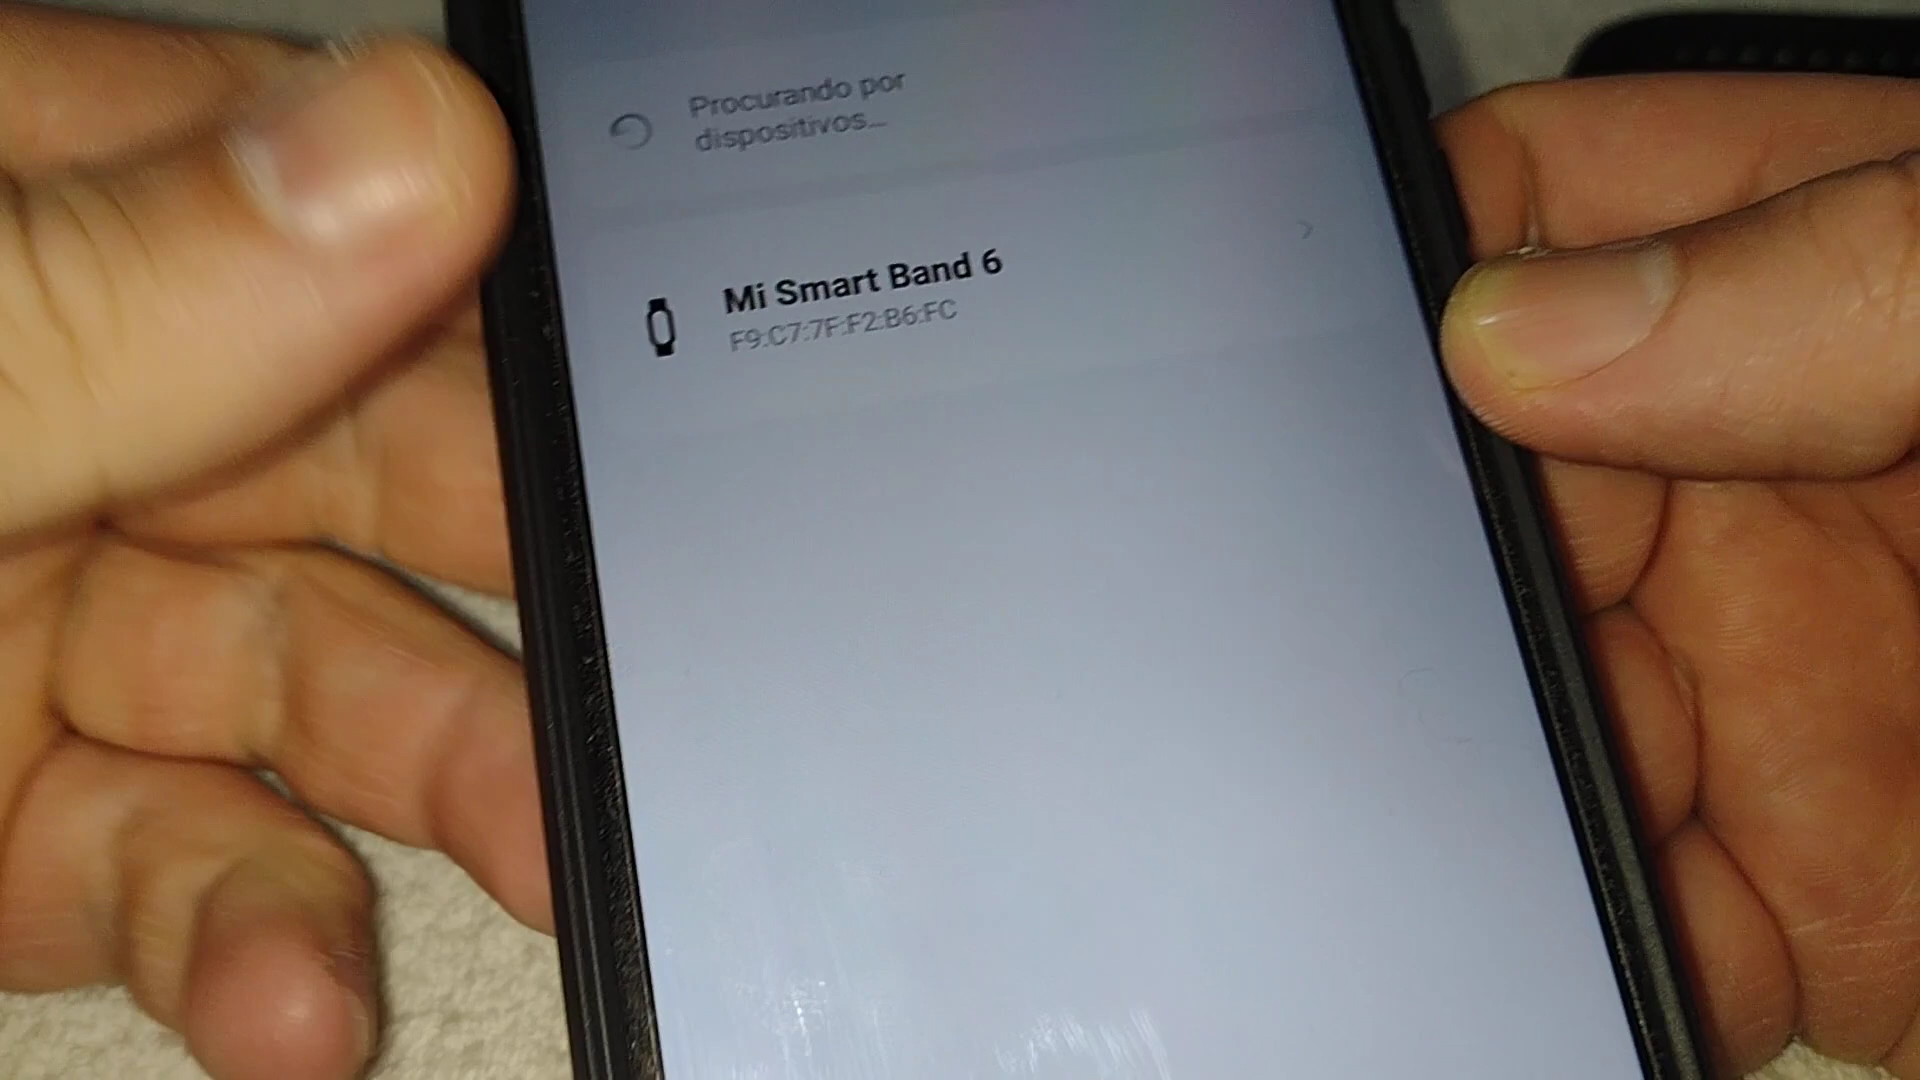 Procurando por
dispositivos...
Mi Smart Band 6
F9:C7:7F:F2:B6:FC